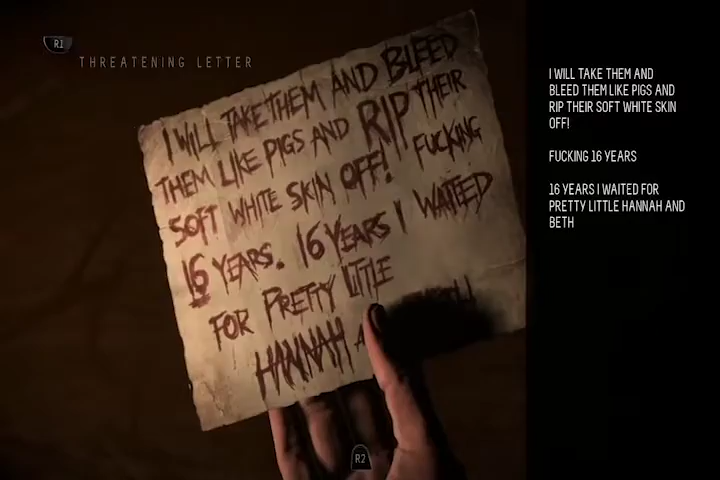 R1
THREATENING LETTER
I WILL TAKE THEM AND BLEED
THEM LIKE PIGS AND RIP THEIR
SOFT WHITE SKIN OFF! FUCKING
16 YEARS. 16 YEARS I WAITED
FOR PRETTY LITTLE
HANNAH
R2
I WILL TAKE THEM AND
BLEED THEM LIKE PIGS AND
RIP THEIR SOFT WHITE SKIN
OFF!
FUCKING 16 YEARS
16 YEARS I WAITED FOR
PRETTY LITTLE HANNAH AND
BETH